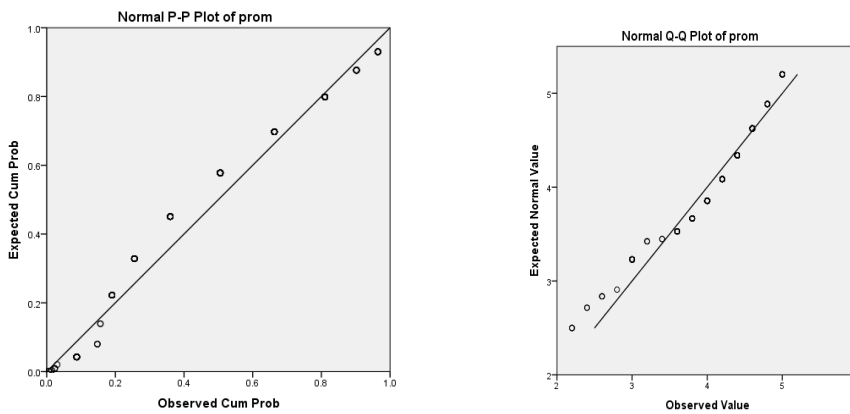 Normal P-P Plot of prom
1.0
0.8
0.6
0.4
0.2
0.0
Expected Cum Prob
0.0 0.2 0.4 0.6 0.8 1.0
Observed Cum Prob
Normal Q-Q Plot of prom
5
4
3
2
Expected Normal Value
2 3 4 5
Observed Value